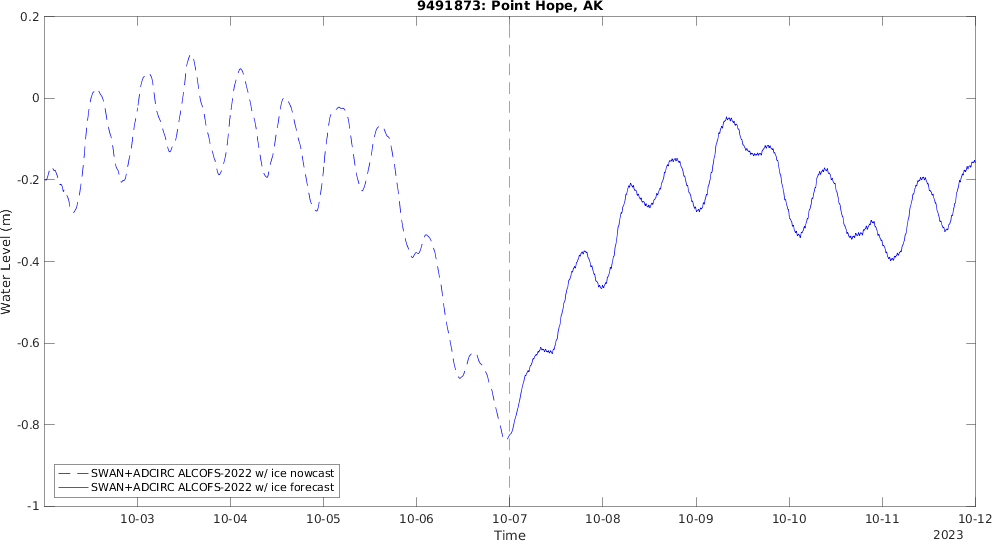 9491873: Point Hope, AK
0.2
0
-0.2
-0.4
-0.6
-0.8
-1
Water Level (m)
SWAN+ADCIRC ALCOFS-2022 w/ ice nowcast
SWAN+ADCIRC ALCOFS-2022 w/ ice forecast
10-03 10-04 10-05 10-06 10-07 10-08 10-09 10-10 10-11 10-12
Time
2023